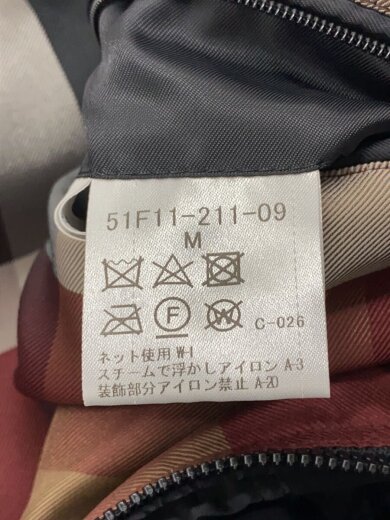 51F11-211-09
M
F W C-026
ネット使用 W-1
スチームで浮かしアイロン A-3
装飾部分アイロン禁止 A-20